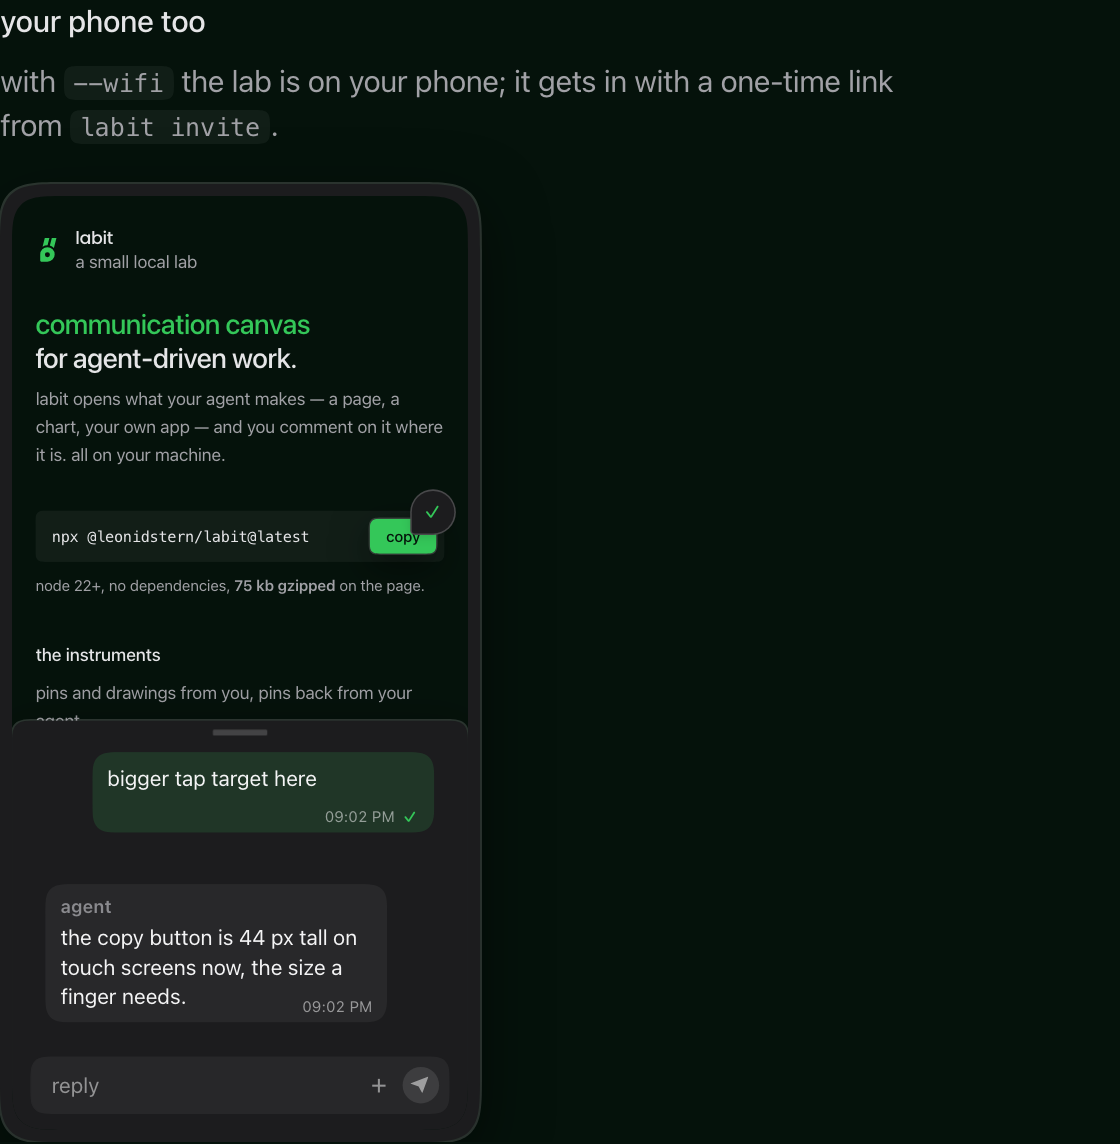 your phone too
with --wifi the lab is on your phone; it gets in with a one-time link
from labit invite.
labit
a small local lab
communication canvas
for agent-driven work.
labit opens what your agent makes — a page, a
chart, your own app — and you comment on it where
it is. all on your machine.
npx @leonidstern/labit@latest
copy
node 22+, no dependencies, 75 kb gzipped on the page.
the instruments
pins and drawings from you, pins back from your
agent
bigger tap target here
09:02 PM
agent
the copy button is 44 px tall on
touch screens now, the size a
finger needs.
09:02 PM
reply